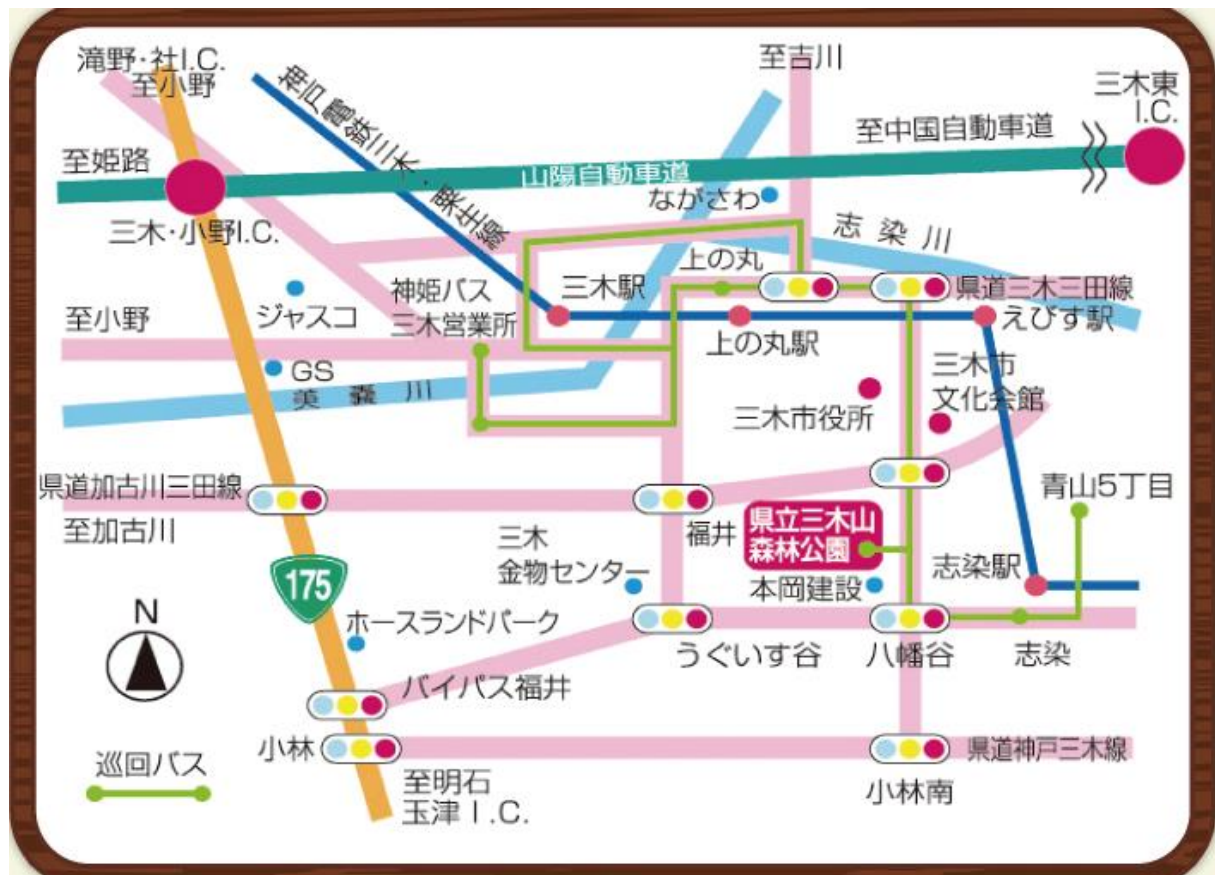 滝野・社I.C.
至小野
至吉川
三木東
I.C.
至中国自動車道
至姫路
山陽自動車道
神戸電鉄三木・粟生線
ながさわ
三木・小野I.C.
志染川
上の丸
ジャスコ
神姫バス
三木営業所
三木駅
県道三木三田線
至小野
えびす駅
上の丸駅
GS
美嚢川
三木市
文化会館
三木市役所
県道加古川三田線
至加古川
青山5丁目
福井
県立三木山
森林公園
三木
金物センター
175
本岡建設
志染駅
N
ホースランドパーク
うぐいす谷
八幡谷
志染
バイパス福井
小林
県道神戸三木線
巡回バス
至明石
玉津I.C.
小林南